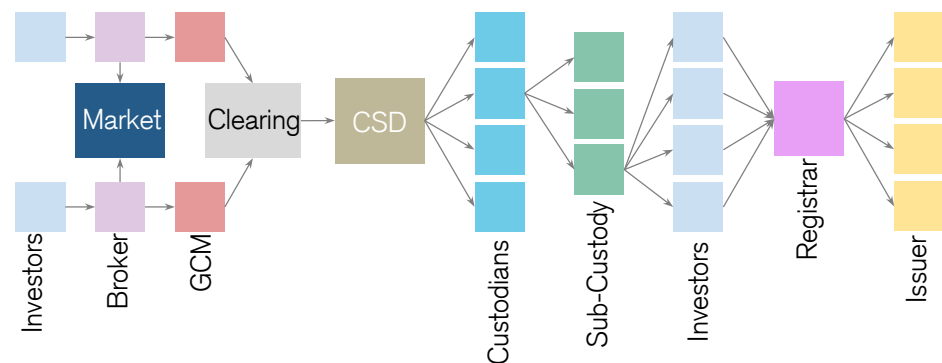 Market
Clearing
CSD
Investors
Broker
GCM
Custodians
Sub-Custody
Investors
Registrar
Issuer